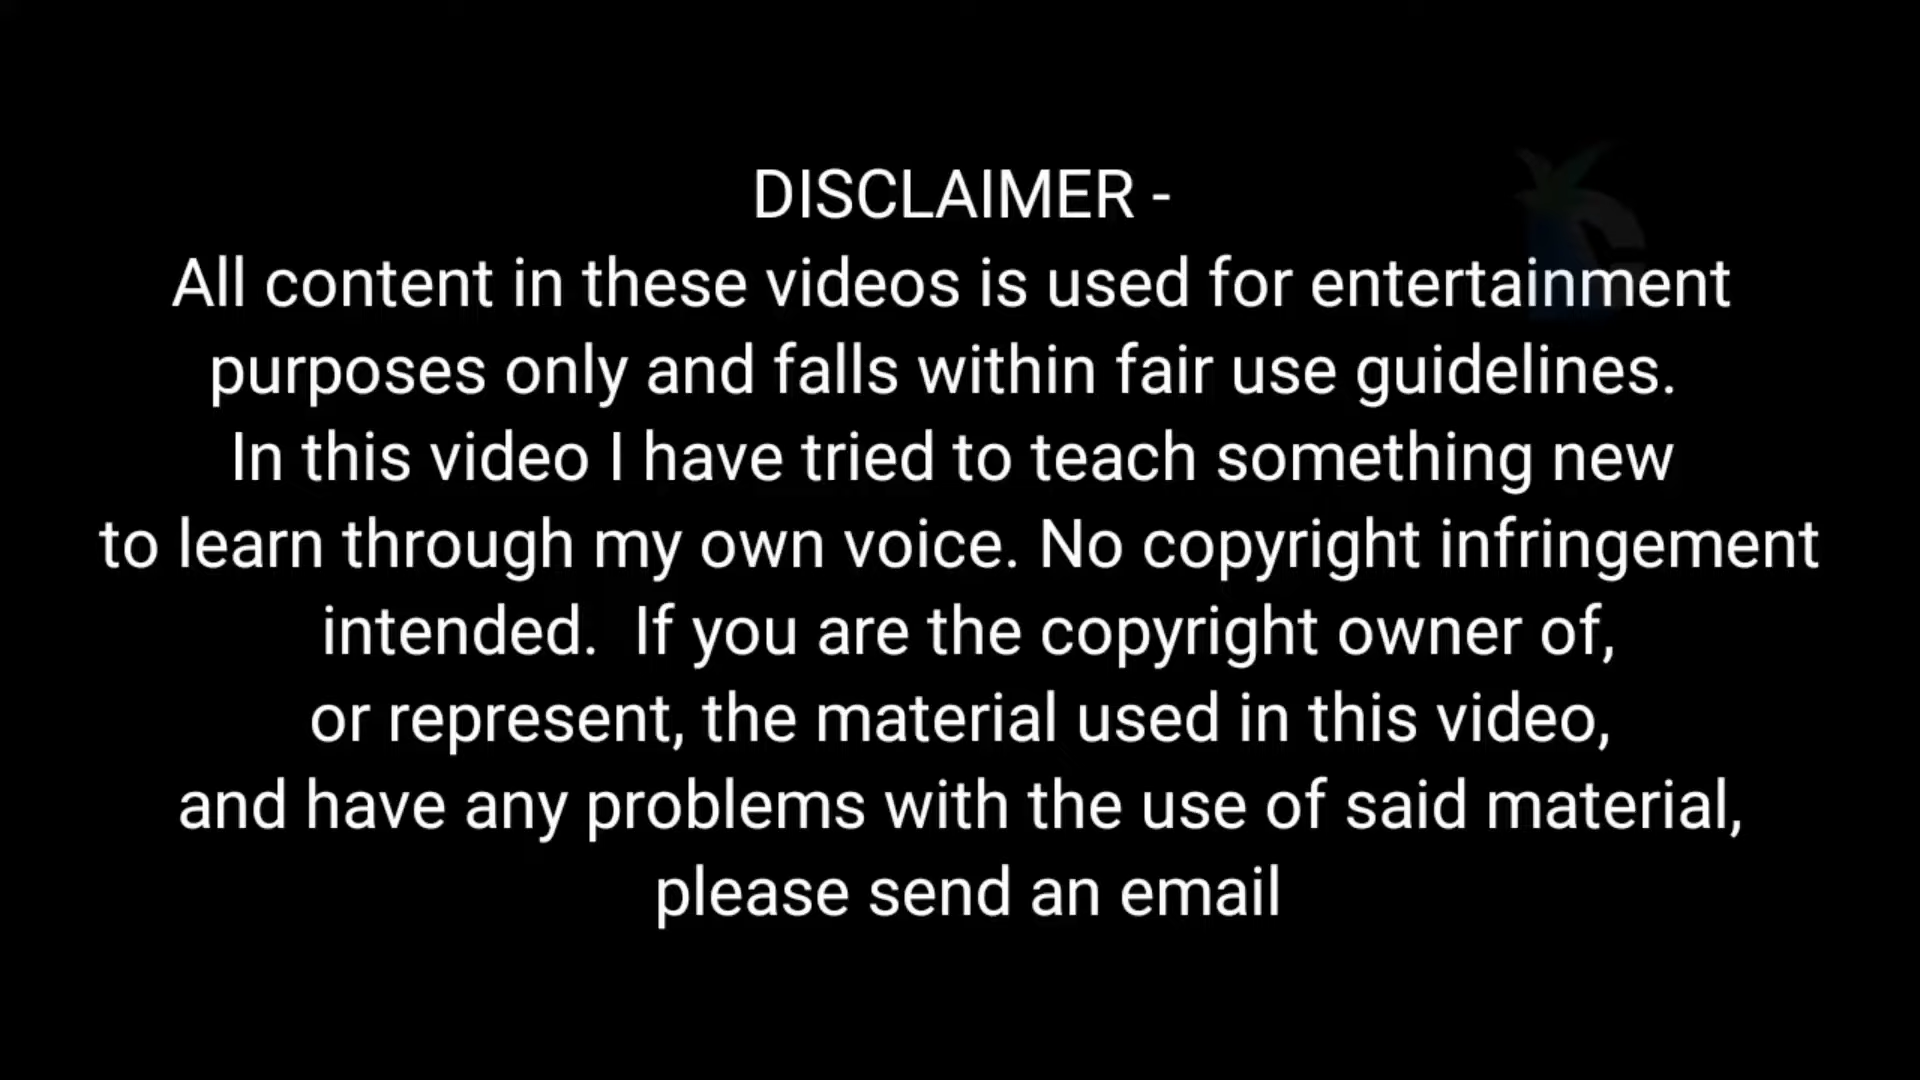 DISCLAIMER -
All content in these videos is used for entertainment
purposes only and falls within fair use guidelines.
In this video I have tried to teach something new
to learn through my own voice. No copyright infringement
intended.  If you are the copyright owner of,
or represent, the material used in this video,
and have any problems with the use of said material,
please send an email